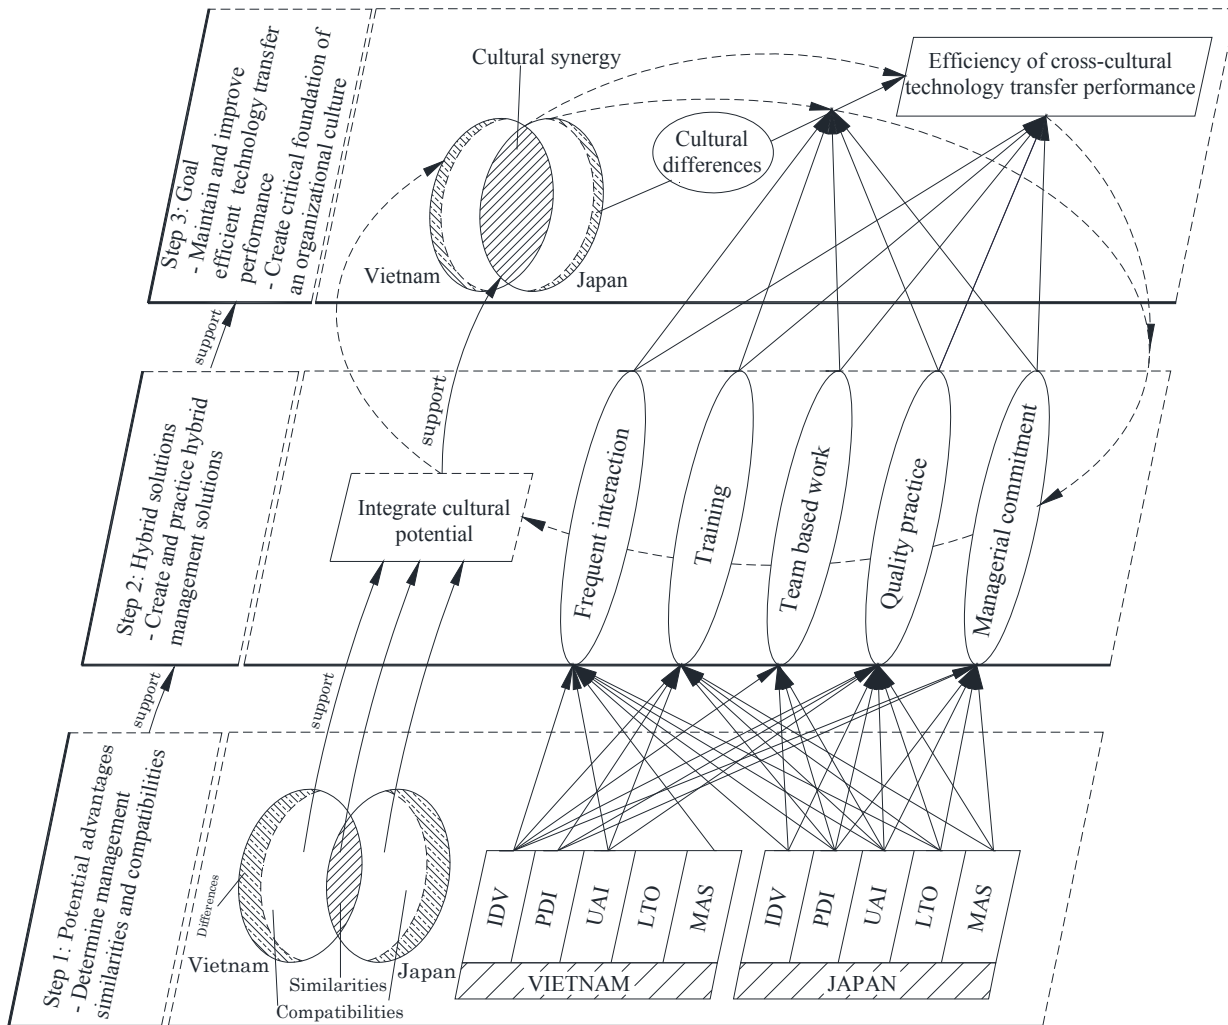 Step 3: Goal
- Maintain and improve
efficient technology transfer
performance
- Create critical foundation of
an organizational culture
Cultural synergy
Efficiency of cross-cultural
technology transfer performance
Cultural
differences
Vietnam
Japan
support
support
Step 2: Hybrid solutions
- Create and practice hybrid
management solutions
Integrate cultural
potential
Frequent interaction
Training
Team based work
Quality practice
Managerial commitment
support
support
Step 1: Potential advantages
- Determine management
similarities and compatibilities
Differences
Vietnam
Japan
Similarities
Compatibilities
IDV
PDI
UAI
LTO
MAS
VIETNAM
IDV
PDI
UAI
LTO
MAS
JAPAN